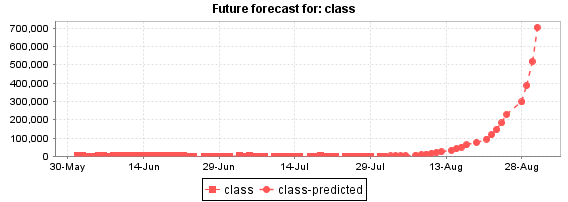 Future forecast for: class
700,000
600,000
500,000
400,000
300,000
200,000
100,000
0
30-May 14-Jun 29-Jun 14-Jul 29-Jul 13-Aug 28-Aug
class class-predicted